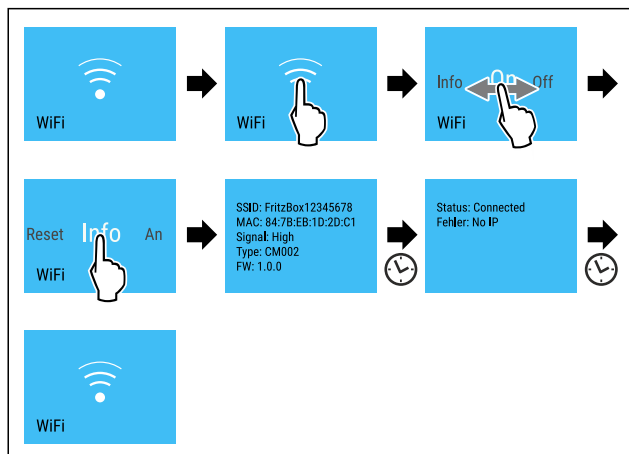 WiFi
WiFi
Info On Off
WiFi
Reset Info An
WiFi
SSID: FritzBox12345678
MAC: 84:7B:EB:1D:2D:C1
Signal: High
Type: CM002
FW: 1.0.0
Status: Connected
Fehler: No IP
WiFi